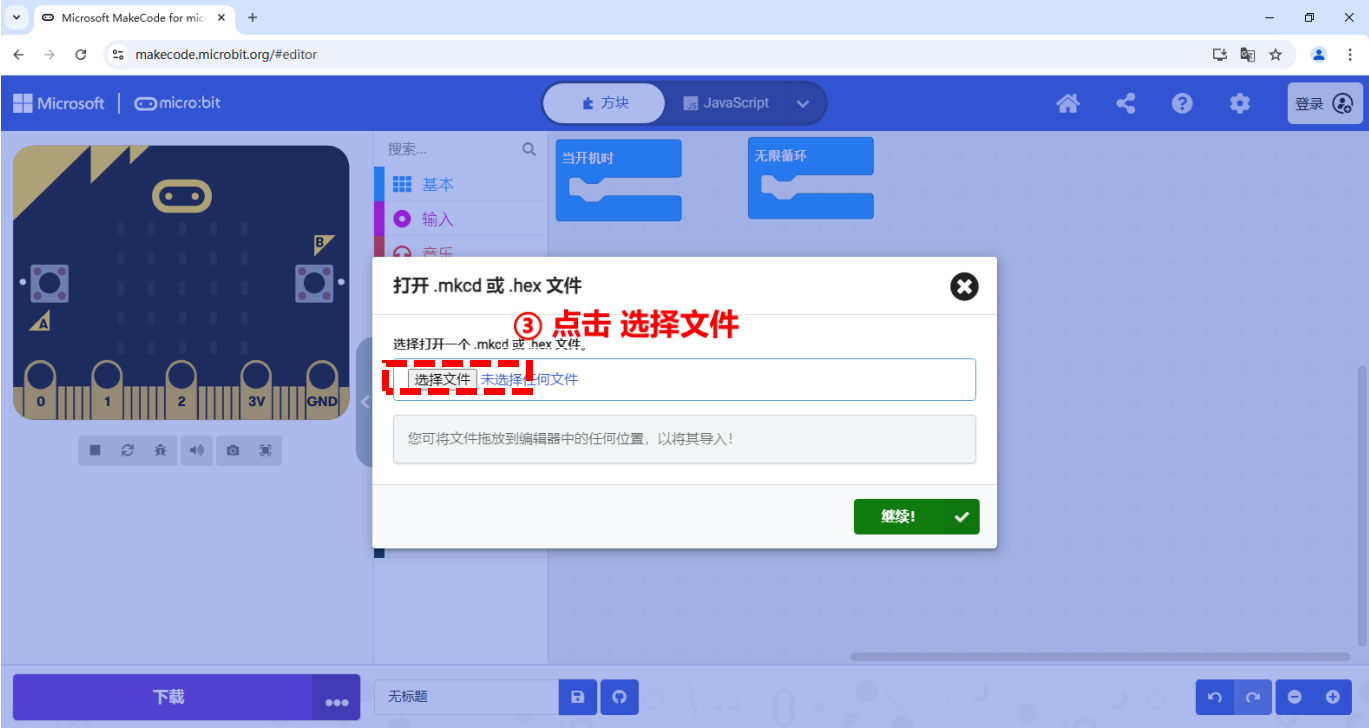 Microsoft MakeCode for micr
makecode.microbit.org/#editor
Microsoft
micro:bit
方块
JS JavaScript
登录
搜索...
基本
输入
音乐
当开机时
无限循环
B
A
0 1 2 3V GND
打开 .mkcd 或 .hex 文件
③ 点击 选择文件
选择打开一个 .mkcd 或 .hex 文件。
选择文件 未选择任何文件
您可将文件拖放到编辑器中的任何位置，以将其导入！
继续!
下载
无标题